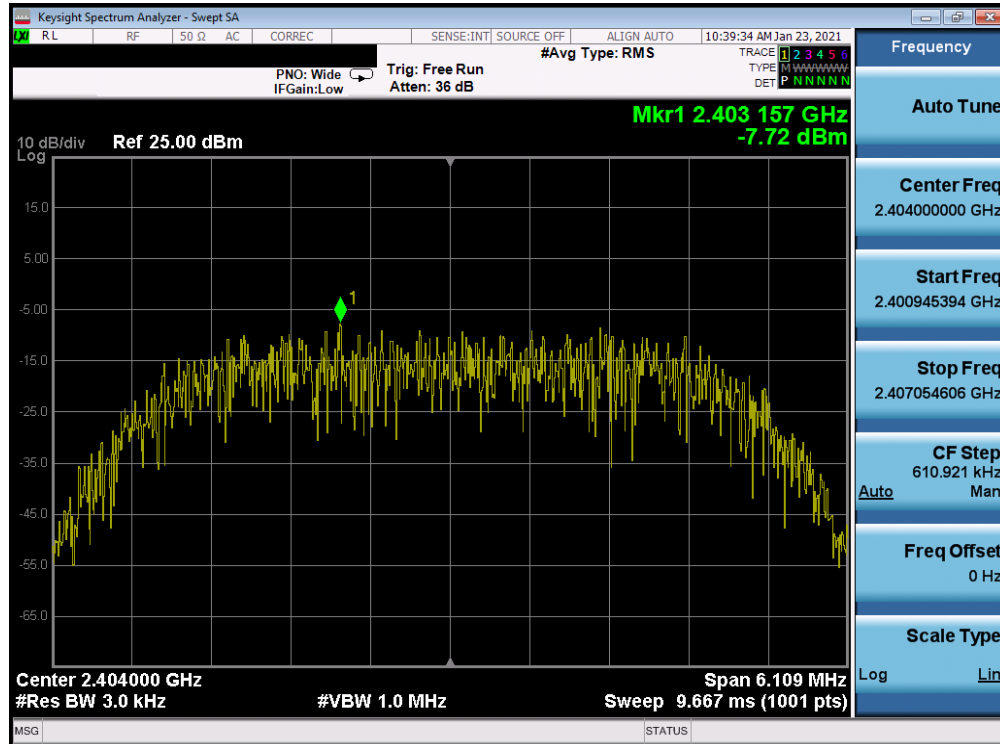 Keysight Spectrum Analyzer - Swept SA
LXI RL RF 50 Ω AC CORREC SENSE:INT SOURCE OFF ALIGN AUTO 10:39:34 AM Jan 23, 2021
#Avg Type: RMS
TRACE 1 2 3 4 5 6
PNO: Wide Trig: Free Run
TYPE M W W W W W
IFGain:Low Atten: 36 dB
DET P N N N N N
Mkr1 2.403 157 GHz
-7.72 dBm
10 dB/div Ref 25.00 dBm
Log
15.0
5.00
1
-5.00
-15.0
-25.0
-35.0
-45.0
-55.0
-65.0
Center 2.404000 GHz Span 6.109 MHz
#Res BW 3.0 kHz #VBW 1.0 MHz Sweep 9.667 ms (1001 pts)
MSG STATUS
Frequency
Auto Tune
Center Freq
2.404000000 GHz
Start Freq
2.400945394 GHz
Stop Freq
2.407054606 GHz
CF Step
610.921 kHz
Auto Man
Freq Offset
0 Hz
Scale Type
Log Lin